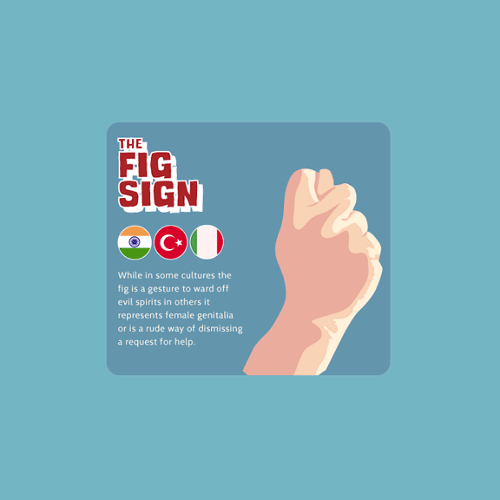 THE
FIG
SIGN
While in some cultures the
fig is a gesture to ward off
evil spirits in others it
represents female genitalia
or is a rude way of dismissing
a request for help.